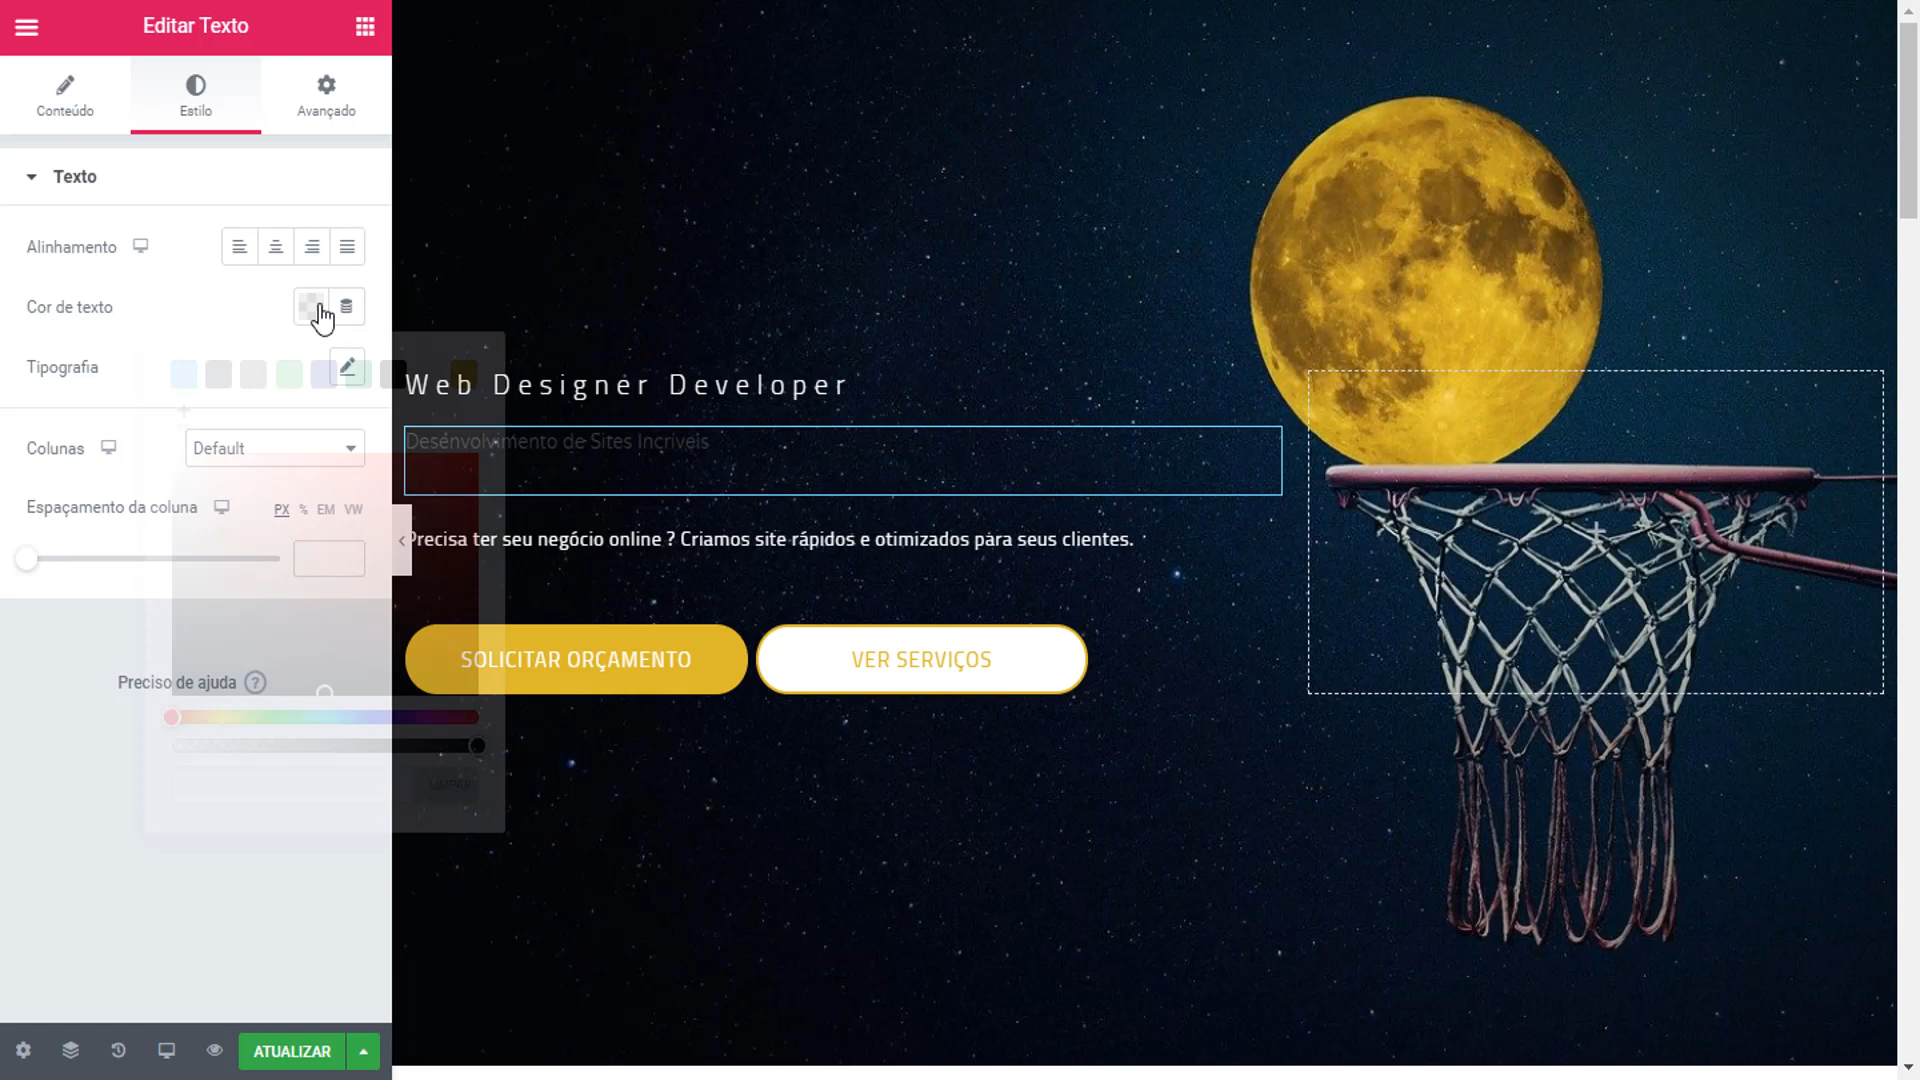 Editar Texto
Conteúdo
Estilo
Avançado
Texto
Alinhamento
Cor de texto
Tipografia
Colunas
Default
Espaçamento da coluna
PX % EM VW
Preciso de ajuda ?
LIMPAR
ATUALIZAR
Web Designer Developer
Desenvolvimento de Sites Incríveis
Precisa ter seu negócio online ? Criamos site rápidos e otimizados para seus clientes.
SOLICITAR ORÇAMENTO
VER SERVIÇOS